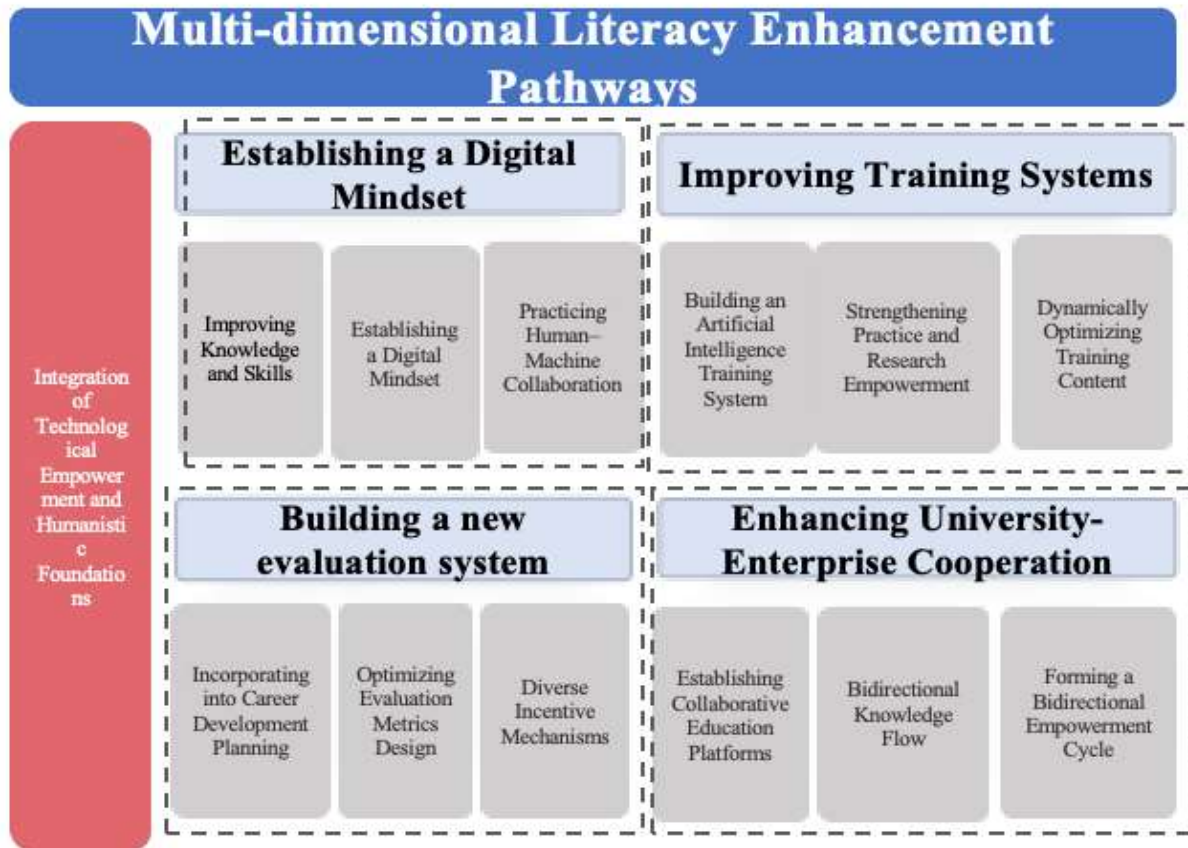 Multi-dimensional Literacy Enhancement
Pathways
Integration
of
Technolog
ical
Empower
ment and
Humanisti
c
Foundatio
ns
Establishing a Digital
Mindset
Improving
Knowledge
and Skills
Establishing
a Digital
Mindset
Practicing
Human–
Machine
Collaboration
Improving Training Systems
Building an
Artificial
Intelligence
Training
System
Strengthening
Practice and
Research
Empowerment
Dynamically
Optimizing
Training
Content
Building a new
evaluation system
Incorporating
into Career
Development
Planning
Optimizing
Evaluation
Metrics
Design
Diverse
Incentive
Mechanisms
Enhancing University-
Enterprise Cooperation
Establishing
Collaborative
Education
Platforms
Bidirectional
Knowledge
Flow
Forming a
Bidirectional
Empowerment
Cycle